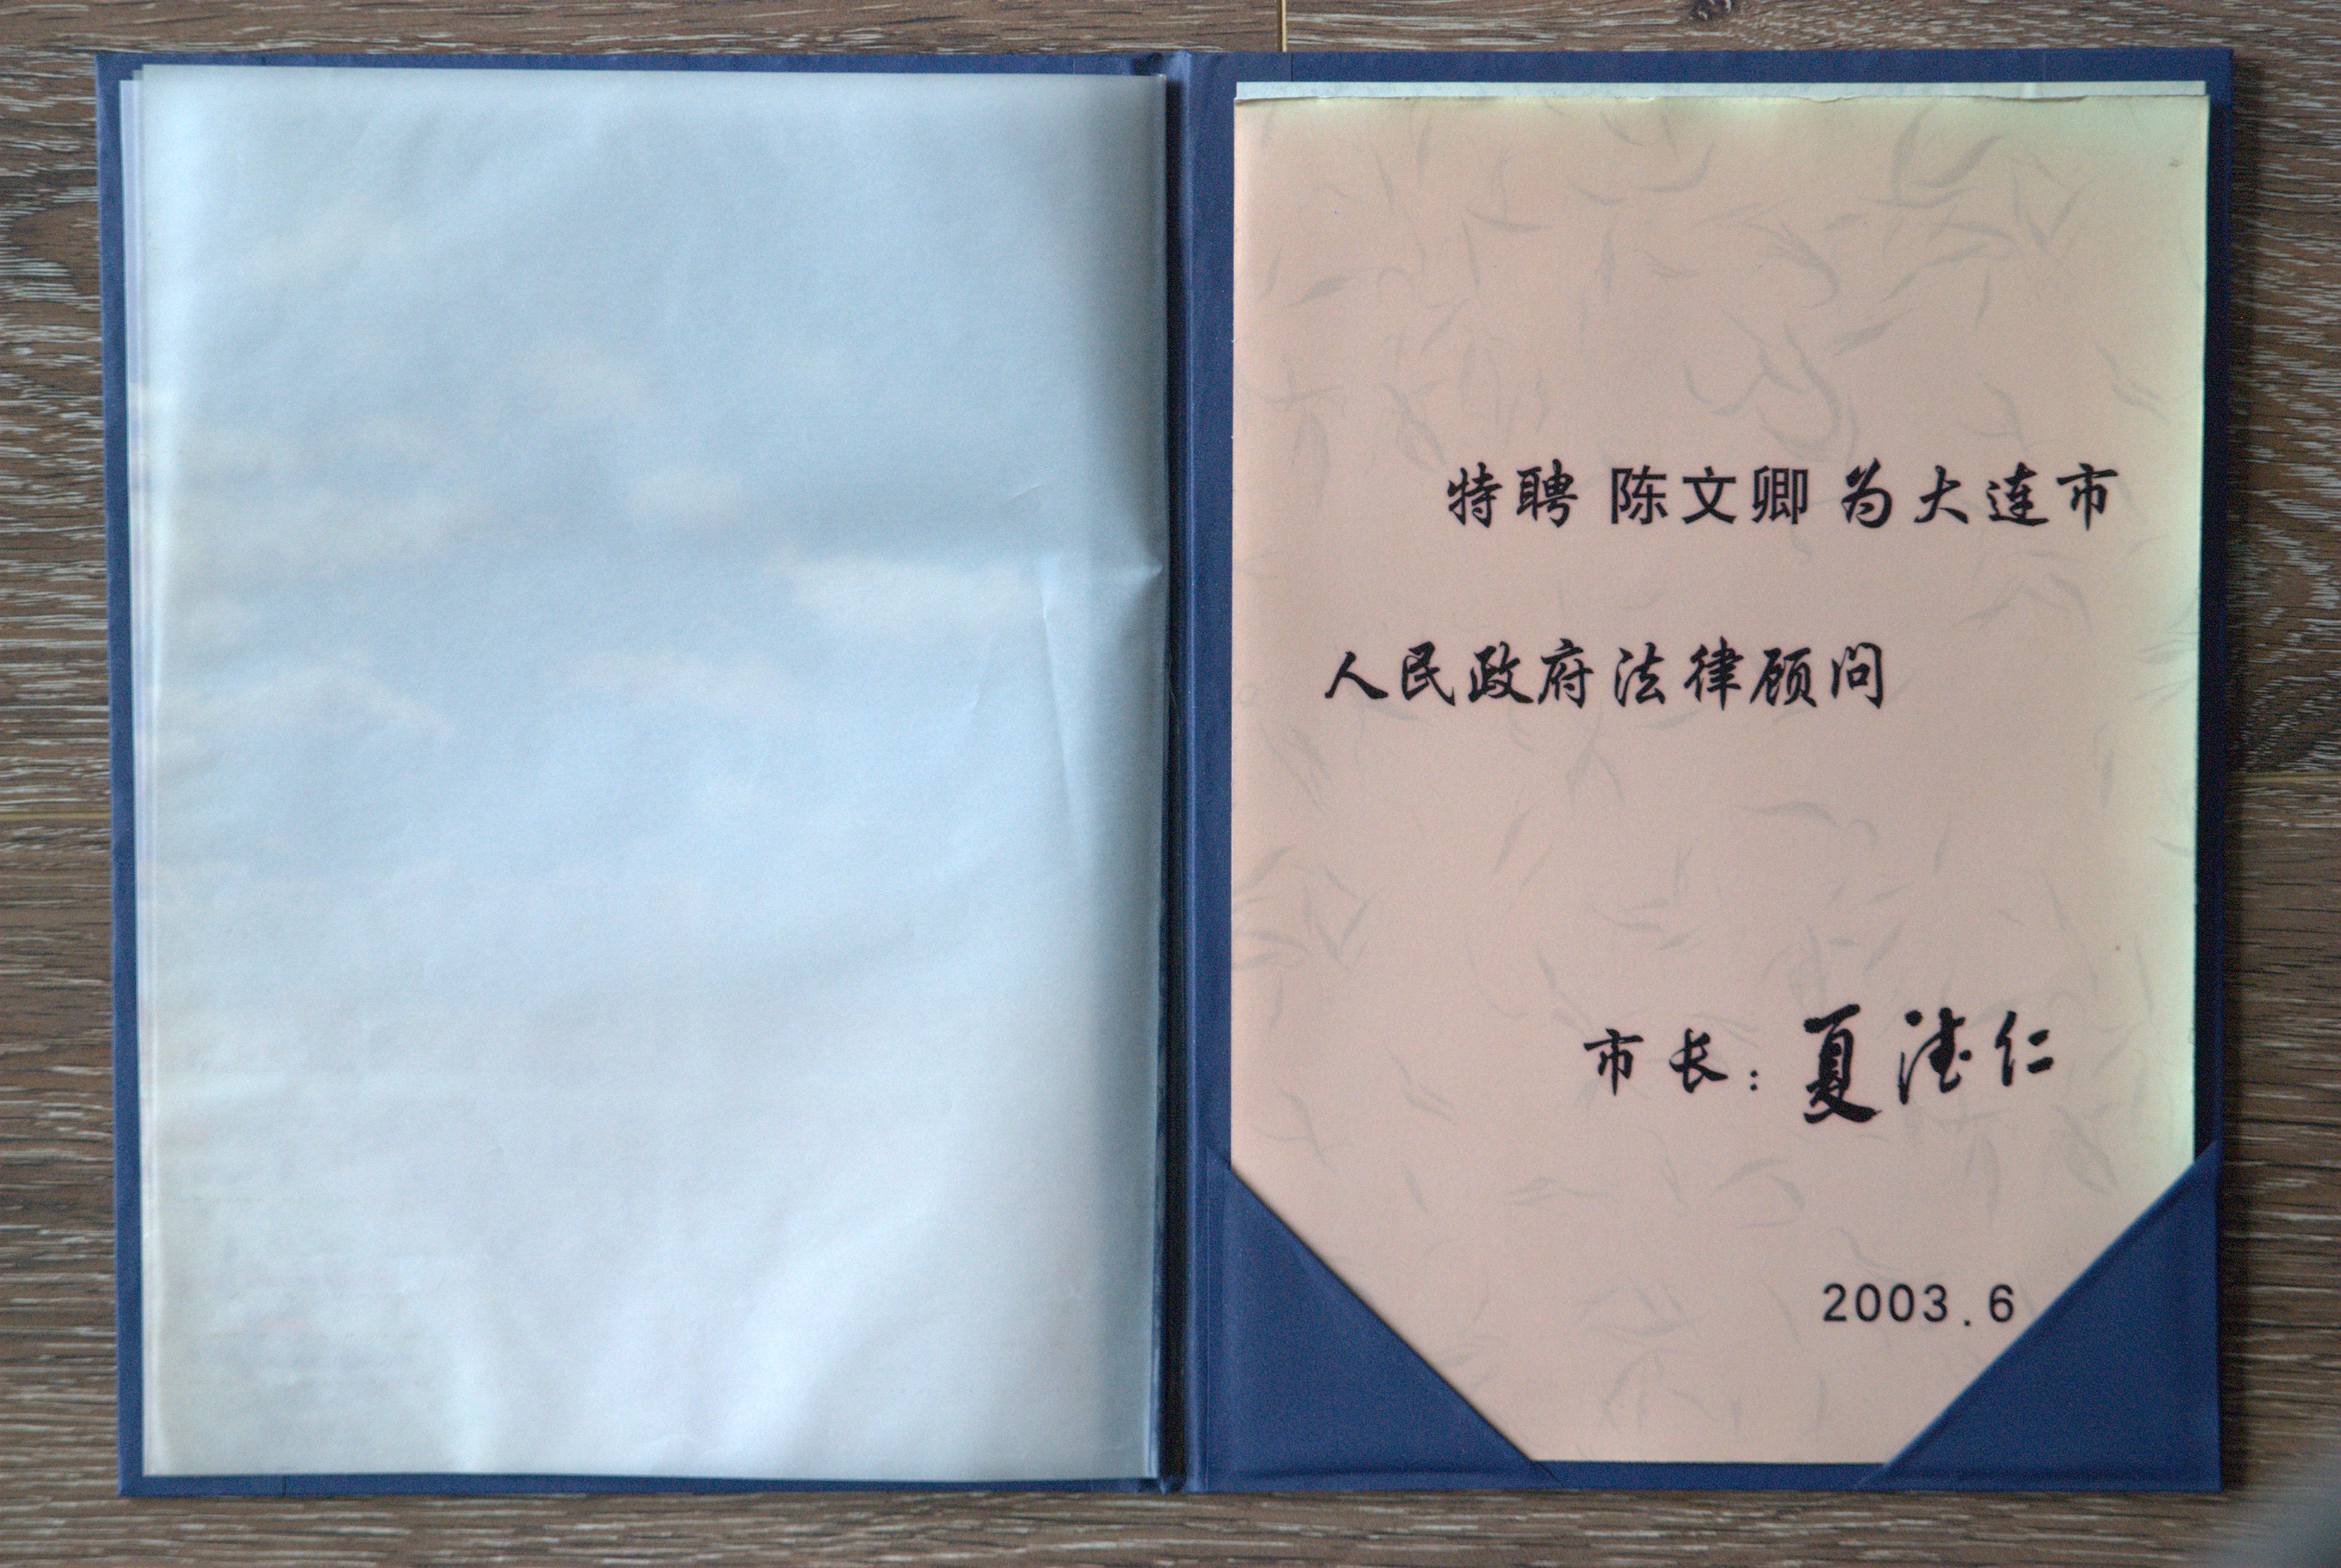 特聘 陈文卿 为大连市
人民政府法律顾问
市长：夏德仁
2003.6